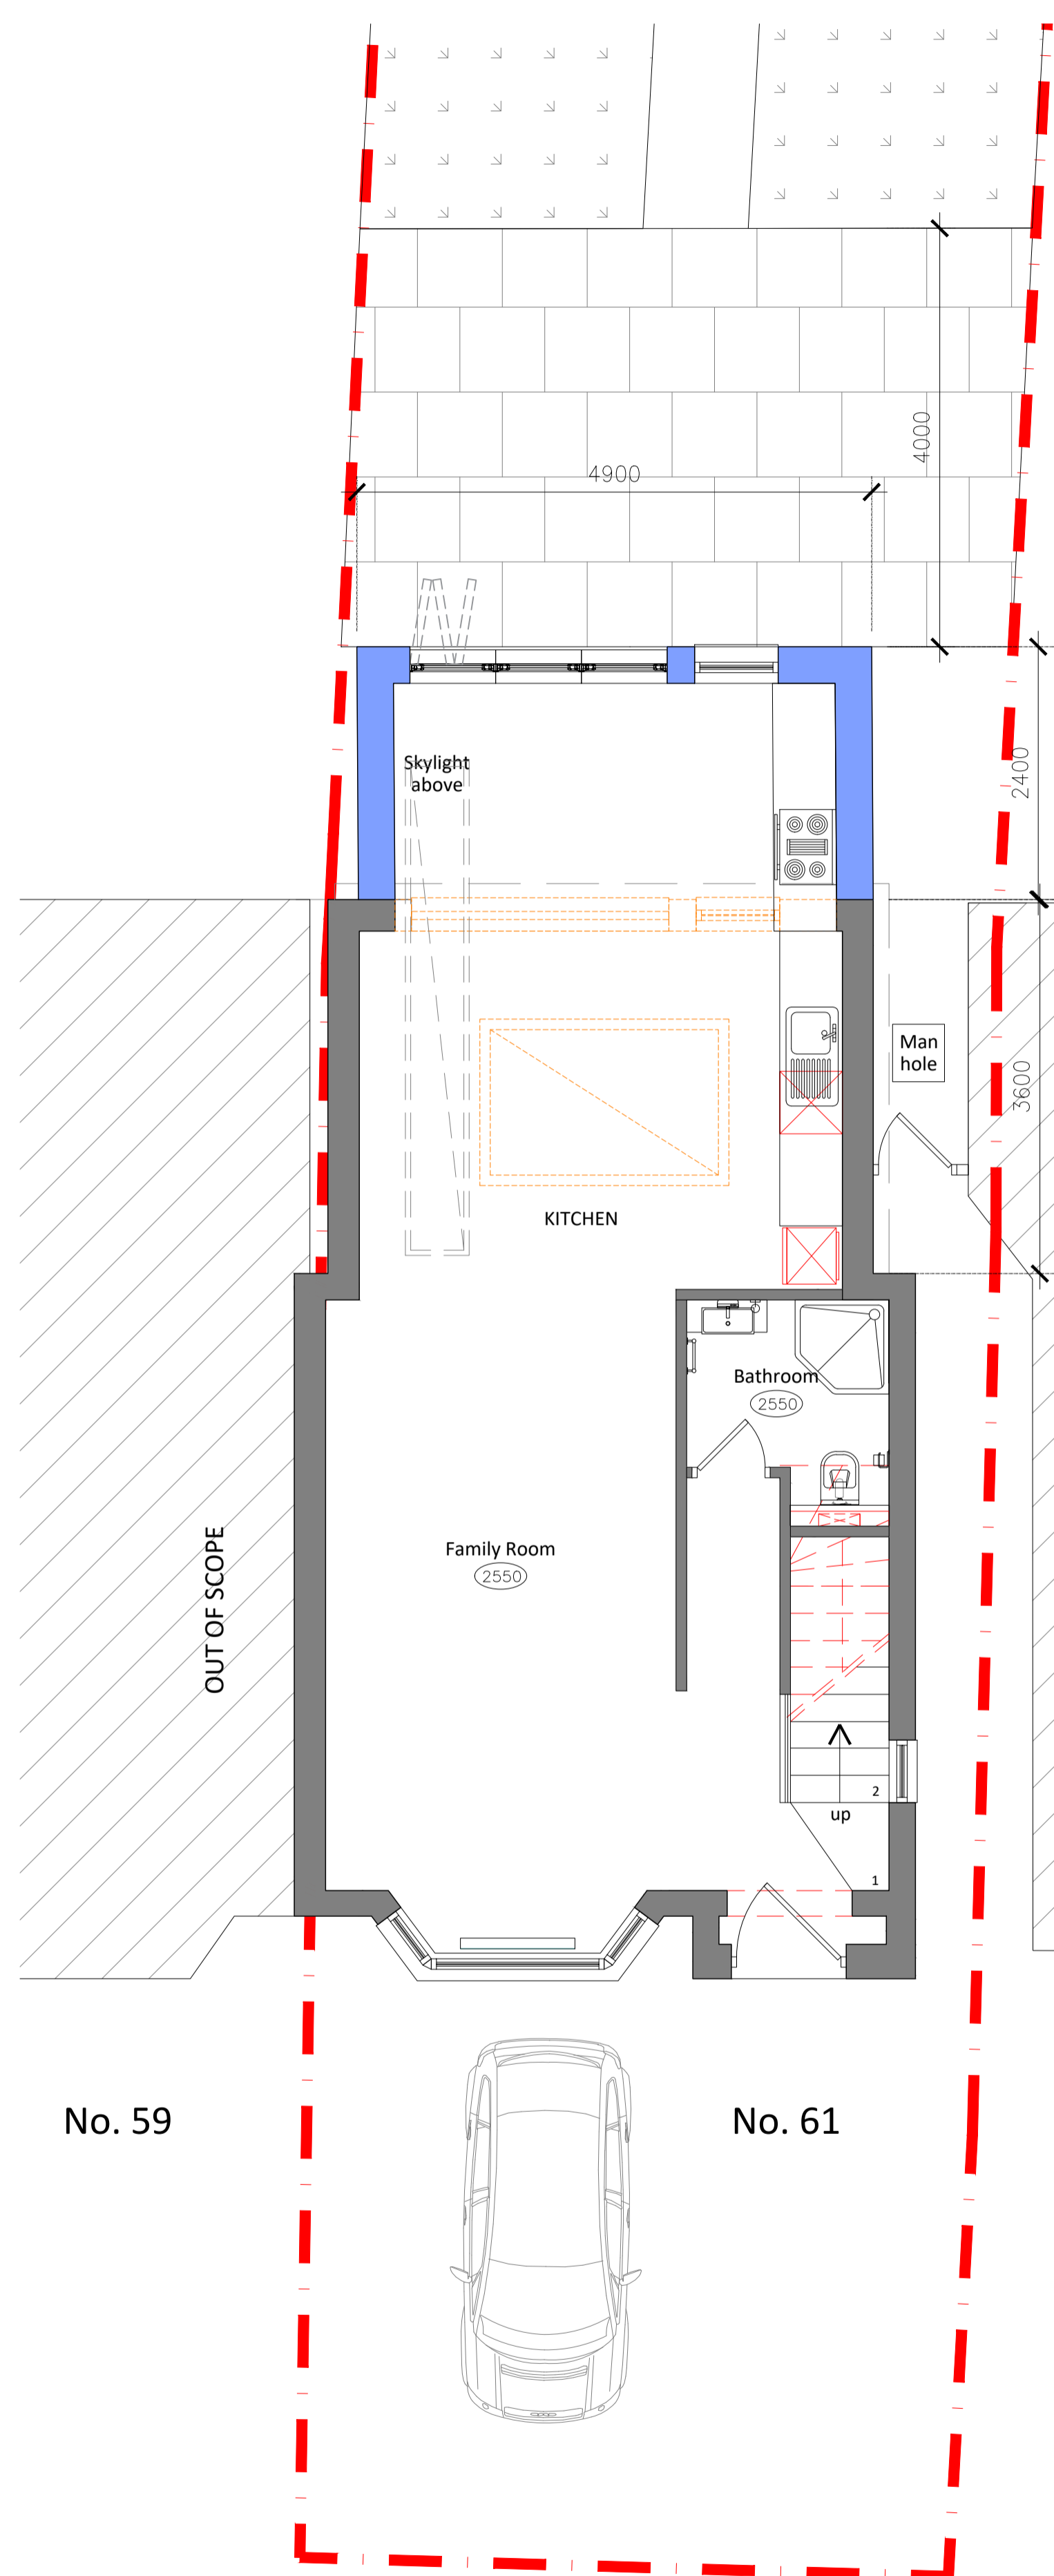 4000
4900
2400
Skylight
above
Man
hole
3600
KITCHEN
Bathroom
2550
Family Room
2550
OUT OF SCOPE
2
up
1
No. 59
No. 61